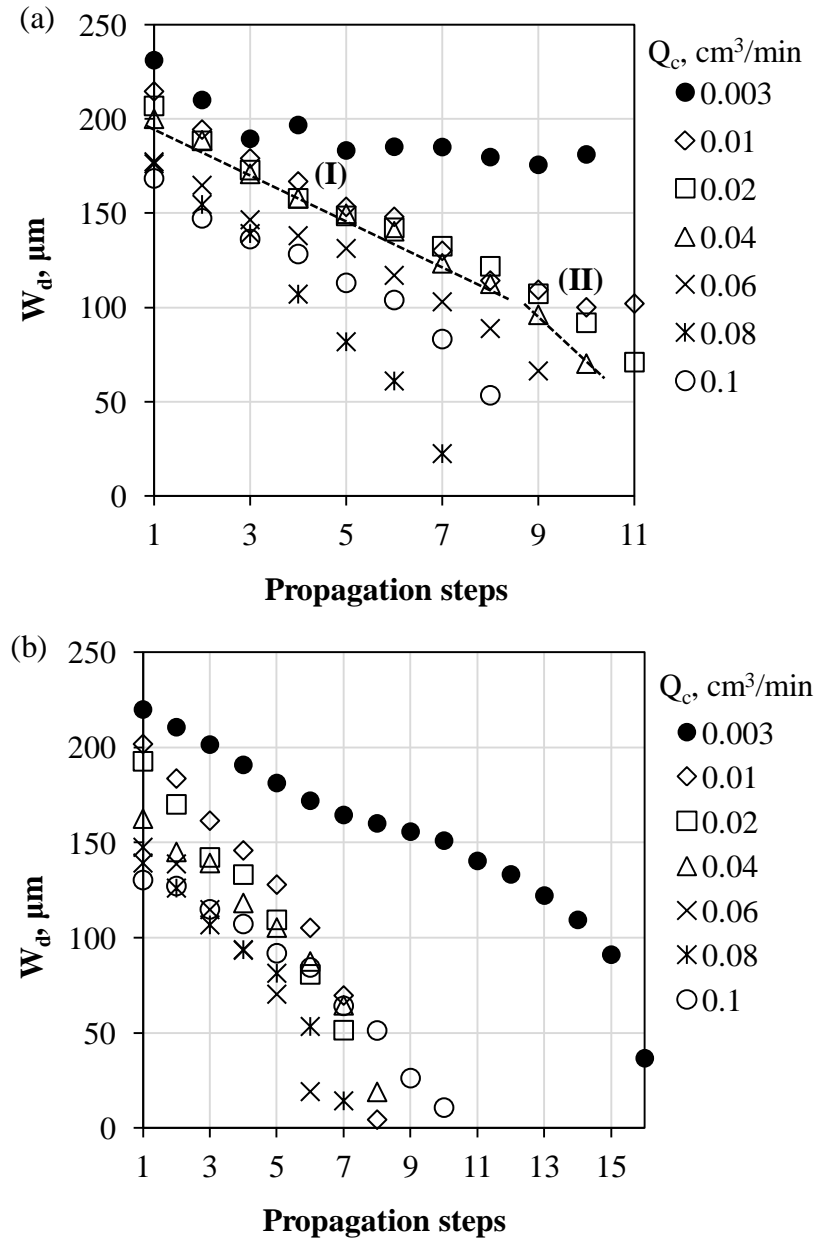 (a)
250
200
150
100
50
0
W_d, μm
(I)
(II)
1 3 5 7 9 11
Propagation steps
Q_c, cm³/min
0.003
0.01
0.02
0.04
0.06
0.08
0.1
(b)
250
200
150
100
50
0
W_d, μm
1 3 5 7 9 11 13 15
Propagation steps
Q_c, cm³/min
0.003
0.01
0.02
0.04
0.06
0.08
0.1